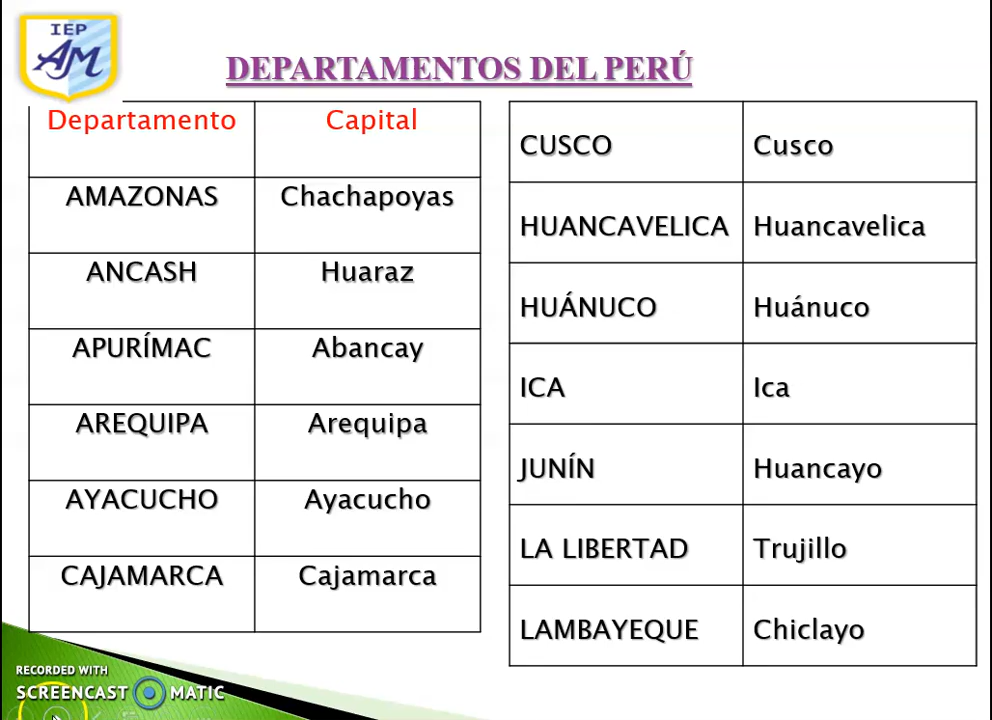 IEP
AM
DEPARTAMENTOS DEL PERÚ
Departamento Capital
AMAZONAS Chachapoyas
ANCASH Huaraz
APURÍMAC Abancay
AREQUIPA Arequipa
AYACUCHO Ayacucho
CAJAMARCA Cajamarca
CUSCO Cusco
HUANCAVELICA Huancavelica
HUÁNUCO Huánuco
ICA Ica
JUNÍN Huancayo
LA LIBERTAD Trujillo
LAMBAYEQUE Chiclayo
RECORDED WITH
SCREENCAST MATIC